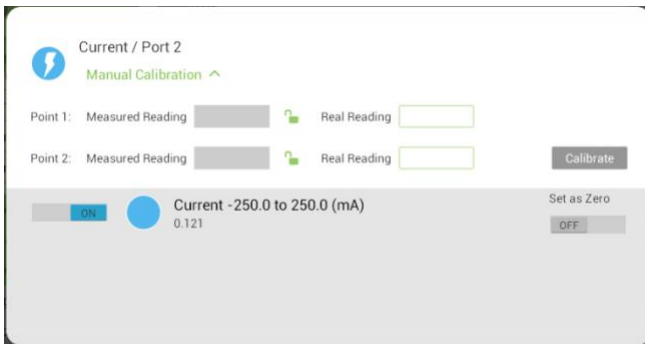 Current / Port 2
Manual Calibration
Point 1: Measured Reading Real Reading
Point 2: Measured Reading Real Reading Calibrate
ON Current -250.0 to 250.0 (mA) Set as Zero
0.121 OFF